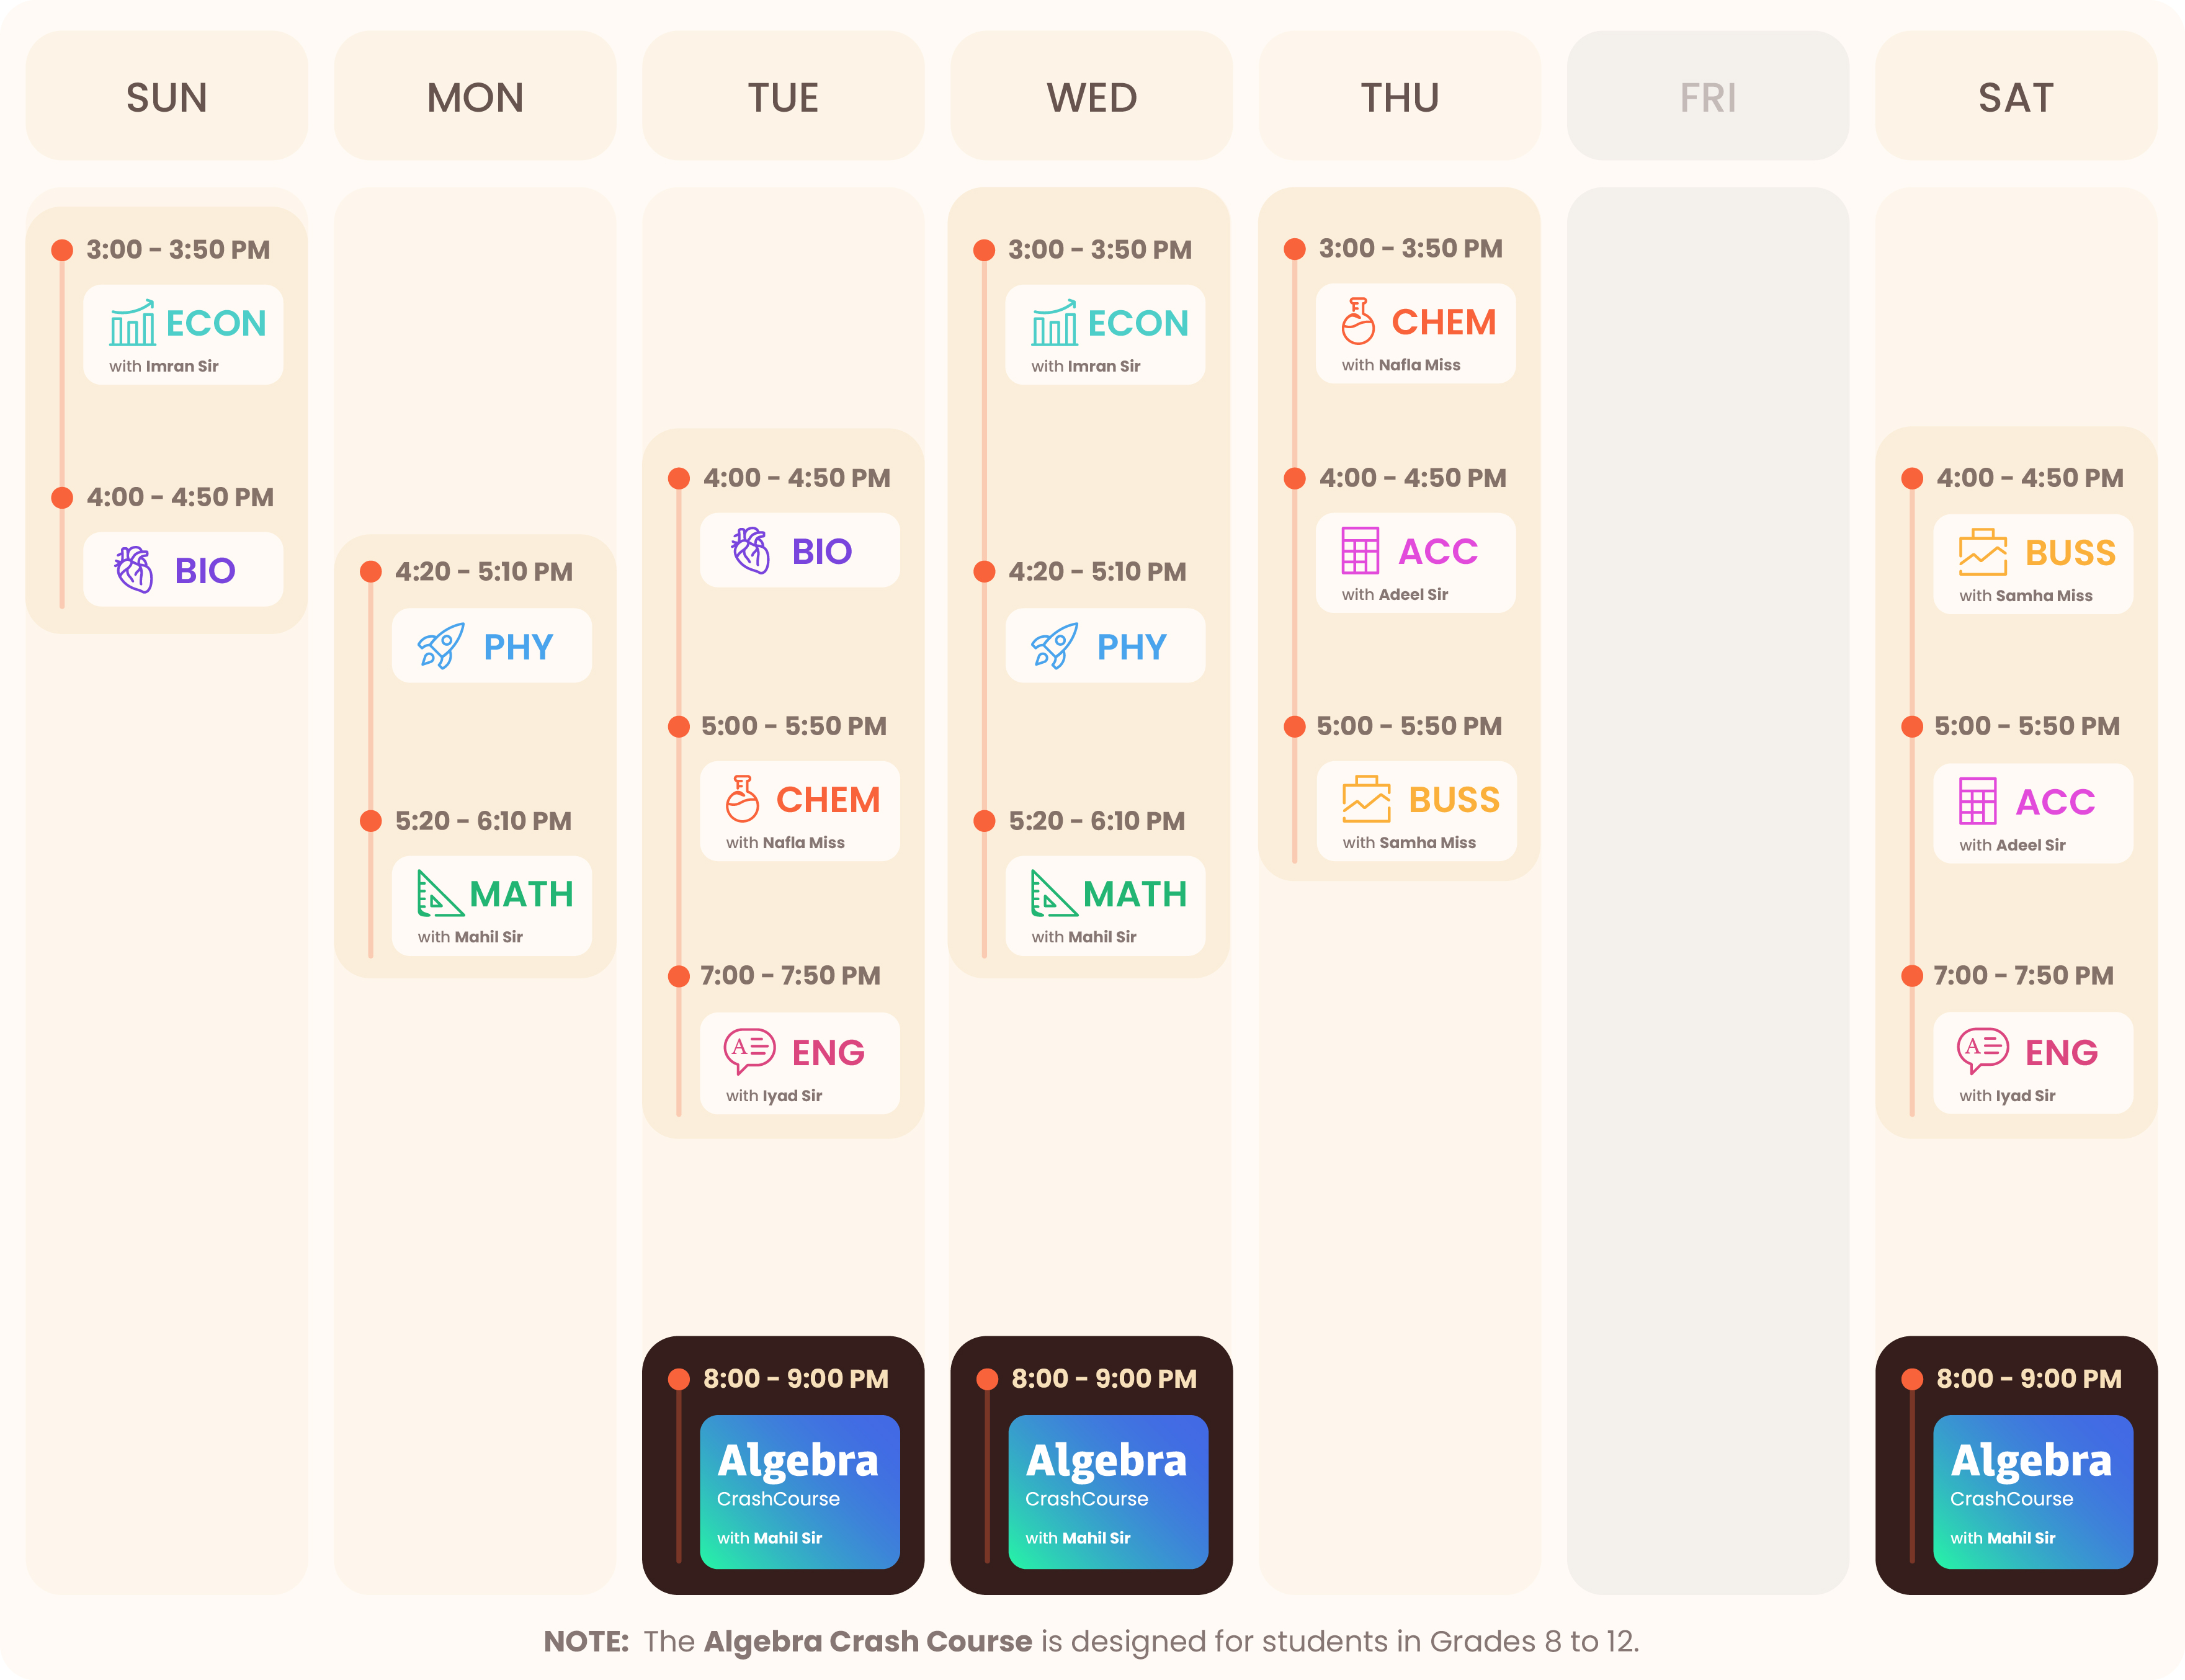 SUN
MON
TUE
WED
THU
FRI
SAT
3:00 - 3:50 PM
ECON
with Imran Sir
4:00 - 4:50 PM
BIO
4:20 - 5:10 PM
PHY
5:20 - 6:10 PM
MATH
with Mahil Sir
4:00 - 4:50 PM
BIO
5:00 - 5:50 PM
CHEM
with Nafla Miss
7:00 - 7:50 PM
A
ENG
with Iyad Sir
8:00 - 9:00 PM
Algebra
CrashCourse
with Mahil Sir
3:00 - 3:50 PM
ECON
with Imran Sir
4:20 - 5:10 PM
PHY
5:20 - 6:10 PM
MATH
with Mahil Sir
8:00 - 9:00 PM
Algebra
CrashCourse
with Mahil Sir
3:00 - 3:50 PM
CHEM
with Nafla Miss
4:00 - 4:50 PM
ACC
with Adeel Sir
5:00 - 5:50 PM
BUSS
with Samha Miss
4:00 - 4:50 PM
BUSS
with Samha Miss
5:00 - 5:50 PM
ACC
with Adeel Sir
7:00 - 7:50 PM
A
ENG
with Iyad Sir
8:00 - 9:00 PM
Algebra
CrashCourse
with Mahil Sir
NOTE: The Algebra Crash Course is designed for students in Grades 8 to 12.